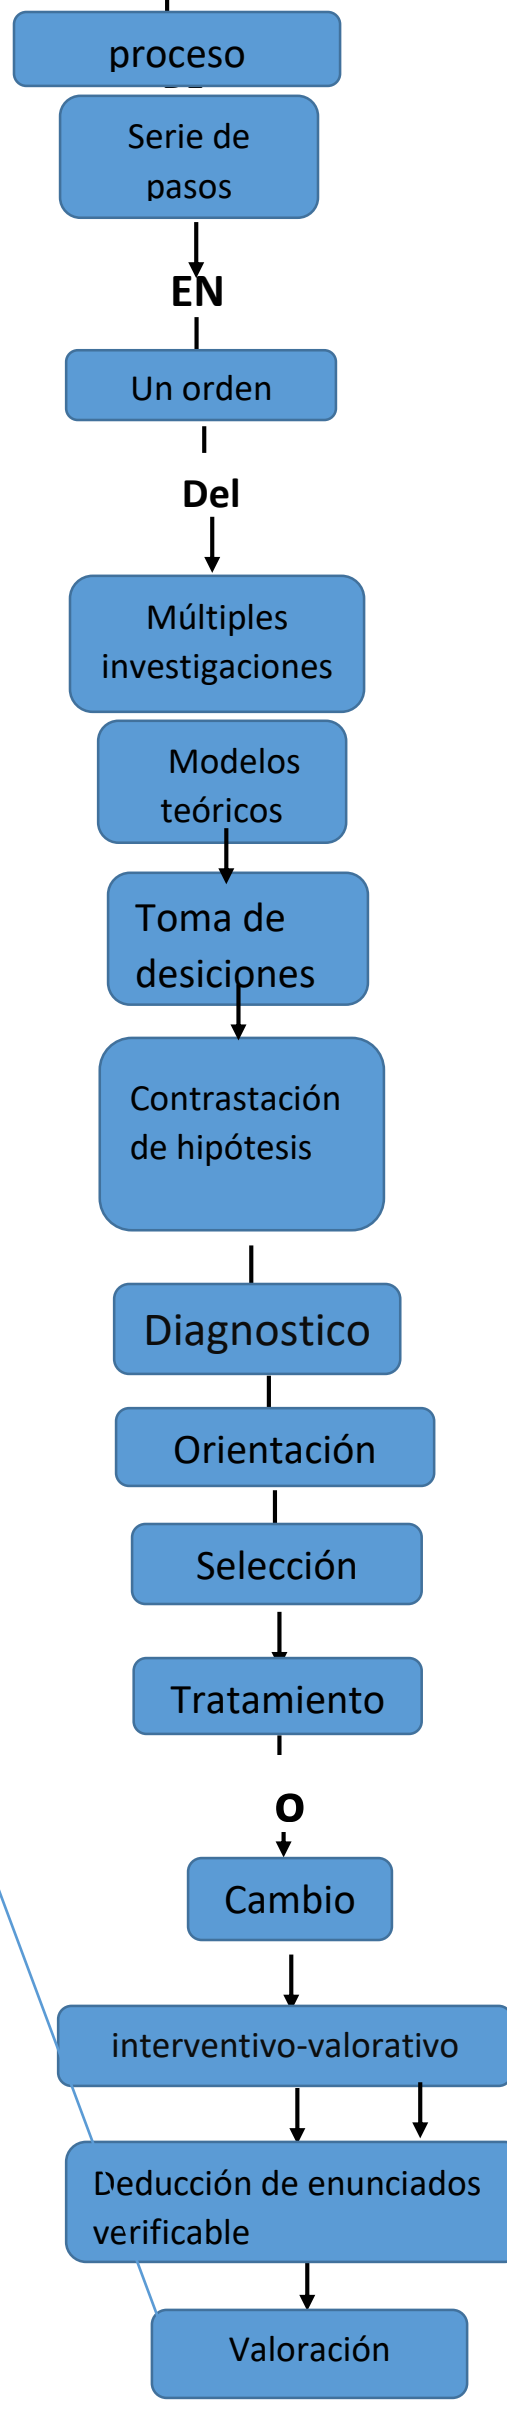 proceso
Serie de
pasos
EN
Un orden
Del
Múltiples
investigaciones
Modelos
teóricos
Toma de
desiciones
Contrastación
de hipótesis
Diagnostico
Orientación
Selección
Tratamiento
O
Cambio
interventivo-valorativo
Deducción de enunciados
verificable
Valoración